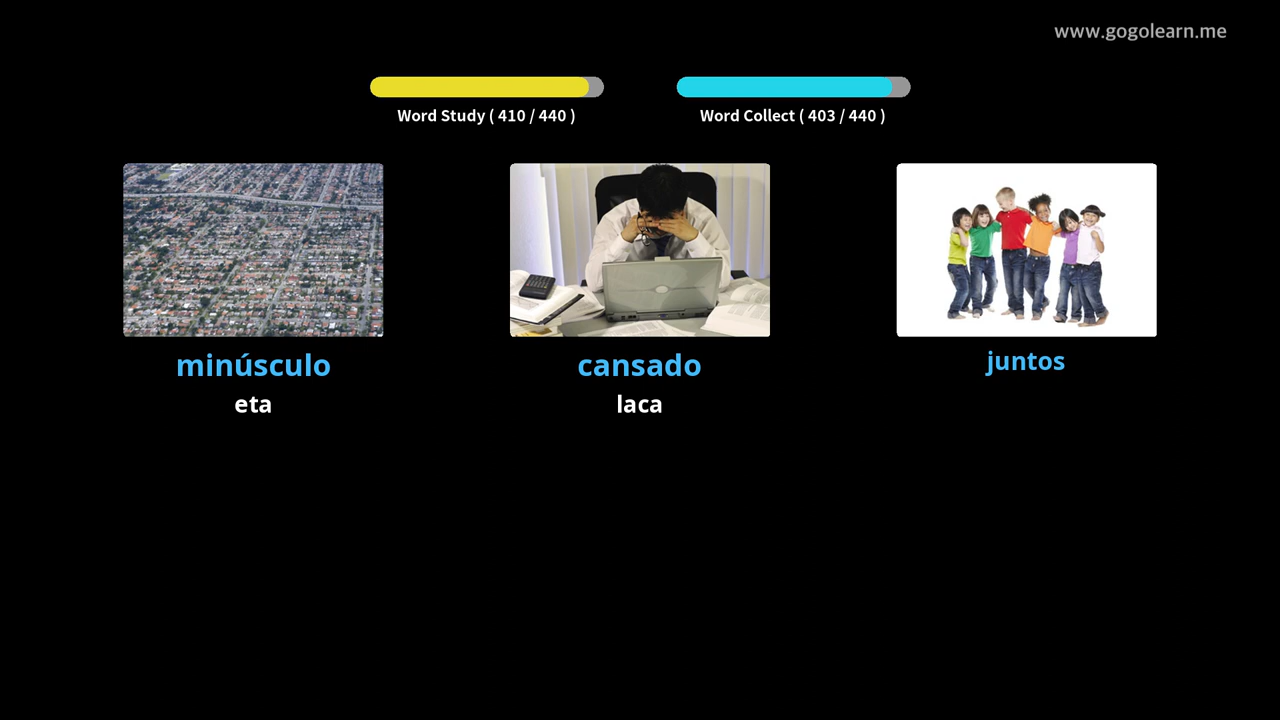 www.gogolearn.me
Word Study ( 410 / 440 )
Word Collect ( 403 / 440 )
minúsculo
eta
cansado
laca
juntos